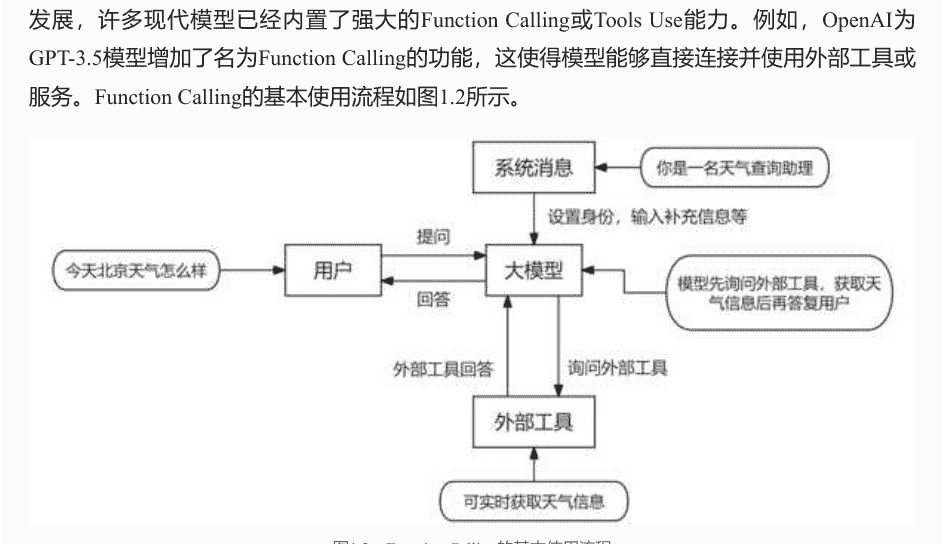 发展，许多现代模型已经内置了强大的Function Calling或Tools Use能力。例如，OpenAI为
GPT-3.5模型增加了名为Function Calling的功能，这使得模型能够直接连接并使用外部工具或
服务。Function Calling的基本使用流程如图1.2所示。
系统消息
你是一名天气查询助理
设置身份，输入补充信息等
今天北京天气怎么样
用户
提问
回答
大模型
模型先询问外部工具，获取天
气信息后再答复用户
外部工具回答
询问外部工具
外部工具
可实时获取天气信息